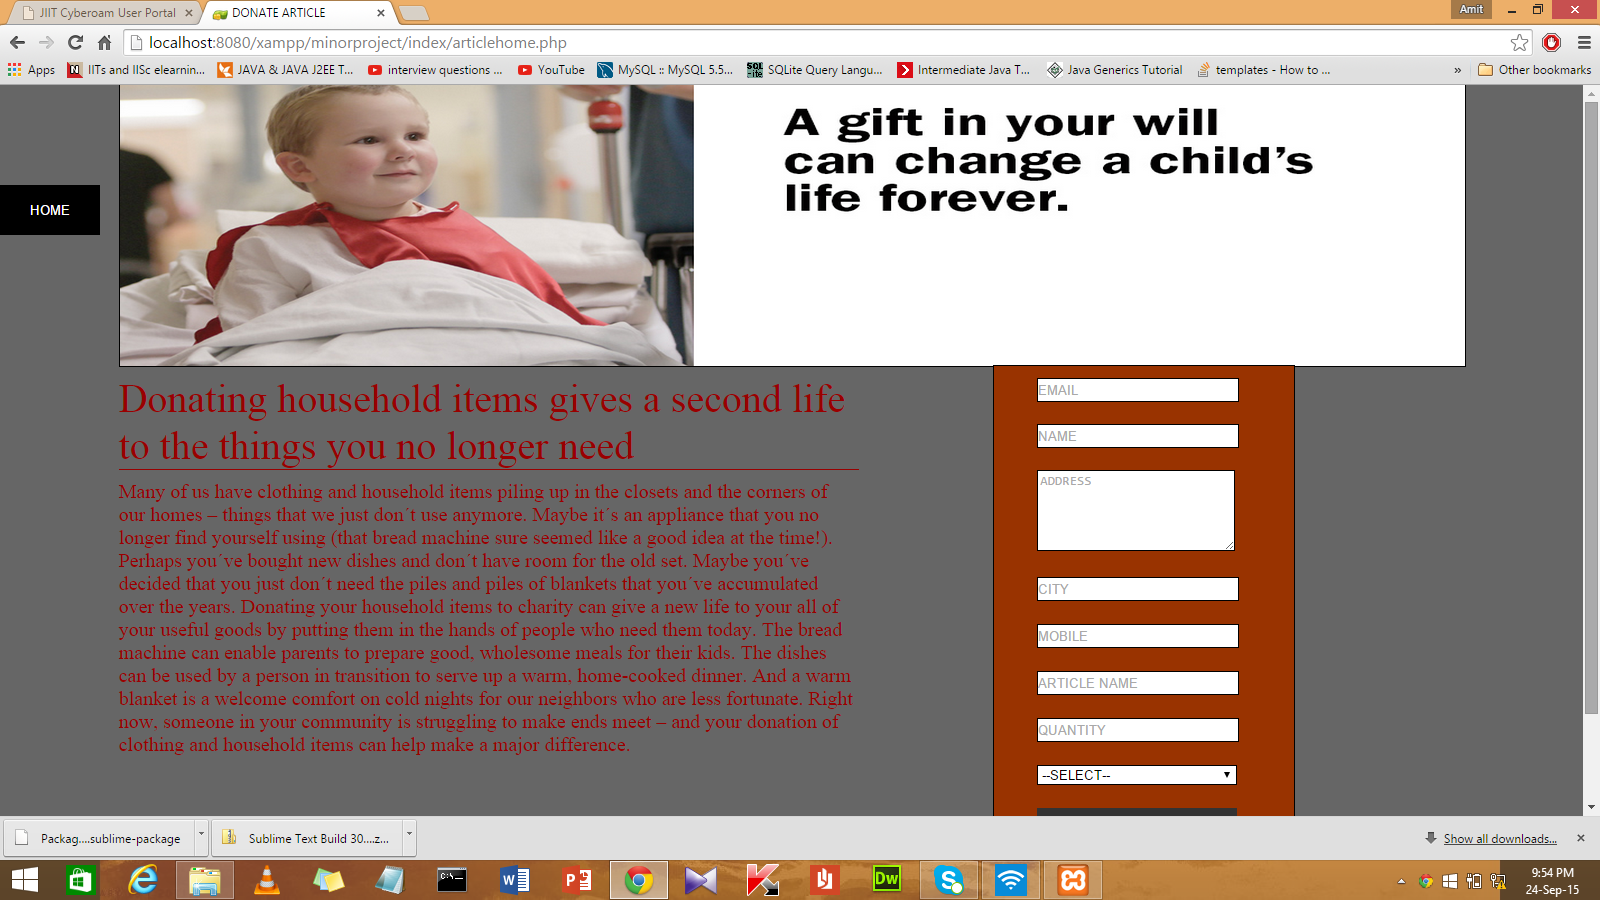 JIIT Cyberoam User Portal
DONATE ARTICLE
Amit
localhost:8080/xampp/minorproject/index/articlehome.php
Apps
IITs and IISc elearnin...
JAVA & JAVA J2EE T...
interview questions ...
YouTube
MySQL :: MySQL 5.5...
SQLite Query Langu...
Intermediate Java T...
Java Generics Tutorial
templates - How to ...
»
Other bookmarks
A gift in your will
can change a child's
life forever.
HOME
Donating household items gives a second life
to the things you no longer need
Many of us have clothing and household items piling up in the closets and the corners of
our homes – things that we just don´t use anymore. Maybe it´s an appliance that you no
longer find yourself using (that bread machine sure seemed like a good idea at the time!).
Perhaps you´ve bought new dishes and don´t have room for the old set. Maybe you´ve
decided that you just don´t need the piles and piles of blankets that you´ve accumulated
over the years. Donating your household items to charity can give a new life to your all of
your useful goods by putting them in the hands of people who need them today. The bread
machine can enable parents to prepare good, wholesome meals for their kids. The dishes
can be used by a person in transition to serve up a warm, home-cooked dinner. And a warm
blanket is a welcome comfort on cold nights for our neighbors who are less fortunate. Right
now, someone in your community is struggling to make ends meet – and your donation of
clothing and household items can help make a major difference.
EMAIL
NAME
ADDRESS
CITY
MOBILE
ARTICLE NAME
QUANTITY
--SELECT--
Packag....sublime-package
Sublime Text Build 30....z...
Show all downloads...
9:54 PM
24-Sep-15